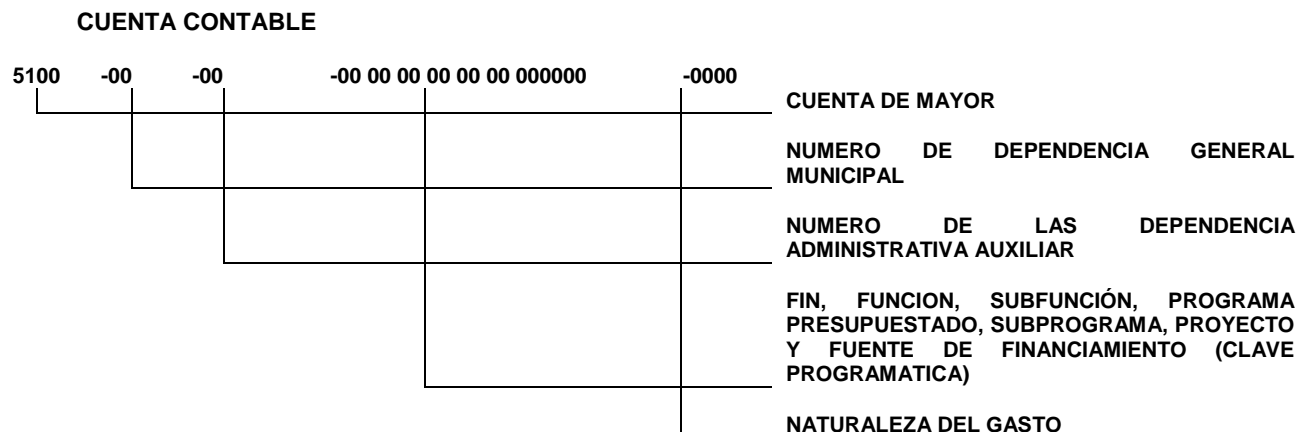 CUENTA CONTABLE
5100 -00 -00 -00 00 00 00 00 00 000000 -0000
CUENTA DE MAYOR
NUMERO DE DEPENDENCIA GENERAL
MUNICIPAL
NUMERO DE LAS DEPENDENCIA
ADMINISTRATIVA AUXILIAR
FIN, FUNCION, SUBFUNCIÓN, PROGRAMA
PRESUPUESTADO, SUBPROGRAMA, PROYECTO
Y FUENTE DE FINANCIAMIENTO (CLAVE
PROGRAMATICA)
NATURALEZA DEL GASTO